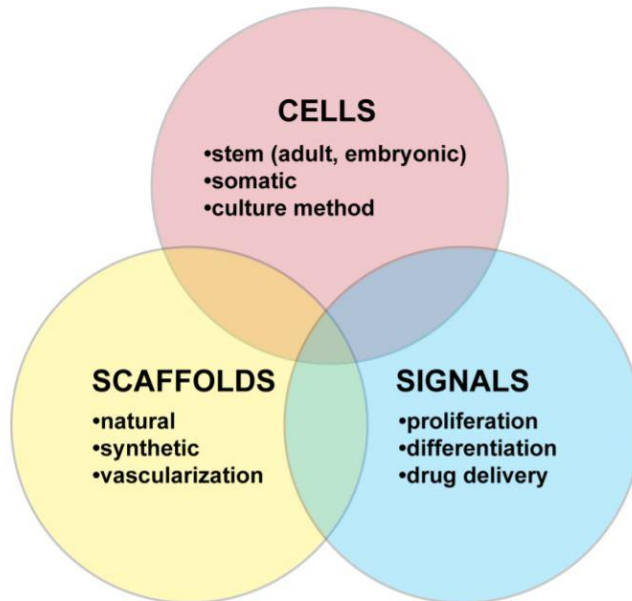 CELLS
•stem (adult, embryonic)
•somatic
•culture method
SCAFFOLDS
•natural
•synthetic
•vascularization
SIGNALS
•proliferation
•differentiation
•drug delivery